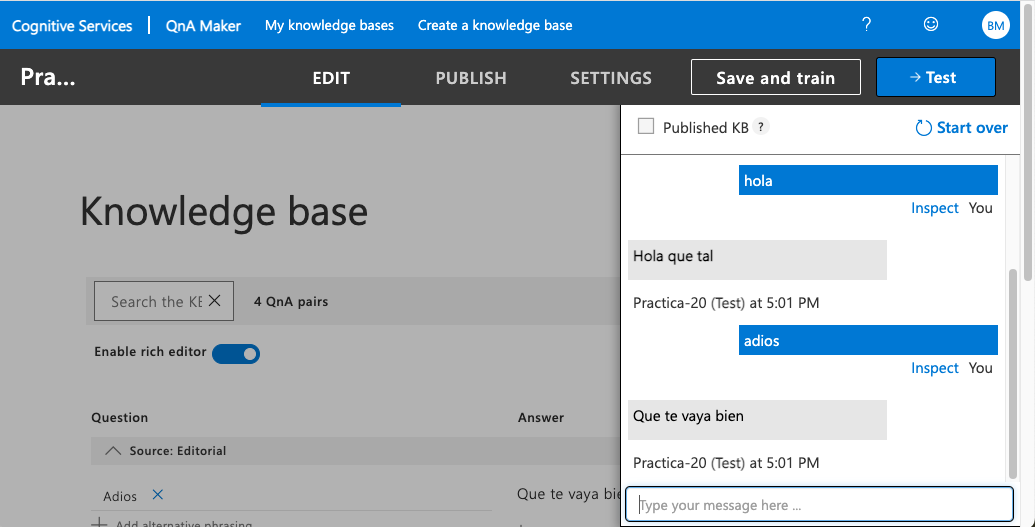 Cognitive Services | QnA Maker My knowledge bases Create a knowledge base ? BM
Pra... EDIT PUBLISH SETTINGS Save and train → Test
Published KB ? Start over
hola
Inspect You
Hola que tal
Practica-20 (Test) at 5:01 PM
adios
Inspect You
Que te vaya bien
Practica-20 (Test) at 5:01 PM
Type your message here ...
Knowledge base
Search the KB 4 QnA pairs
Enable rich editor
Question Answer
Source: Editorial
Adios Que te vaya bie
Add alternative phrasing